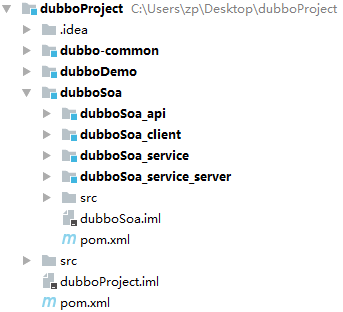 dubboProject C:\Users\zp\Desktop\dubboProject
.idea
dubbo-common
dubboDemo
dubboSoa
dubboSoa_api
dubboSoa_client
dubboSoa_service
dubboSoa_service_server
src
dubboSoa.iml
m pom.xml
src
dubboProject.iml
m pom.xml